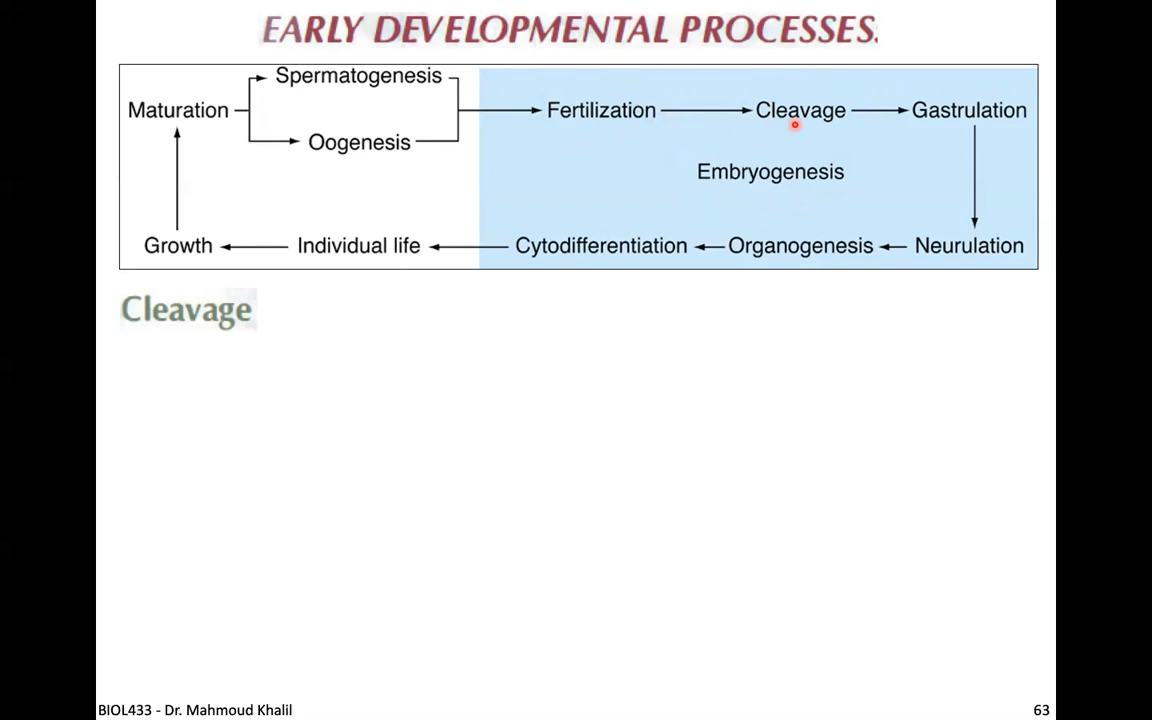 EARLY DEVELOPMENTAL PROCESSES.
Spermatogenesis
Maturation
Oogenesis
Fertilization
Cleavage
Gastrulation
Embryogenesis
Growth
Individual life
Cytodifferentiation
Organogenesis
Neurulation
Cleavage
BIOL433 - Dr. Mahmoud Khalil
63